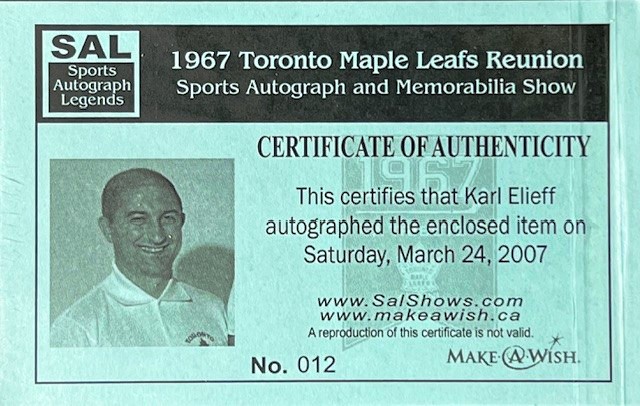 SAL
Sports
Autograph
Legends
1967 Toronto Maple Leafs Reunion
Sports Autograph and Memorabilia Show
CERTIFICATE OF AUTHENTICITY
1967
This certifies that Karl Elieff
autographed the enclosed item on
Saturday, March 24, 2007
www.SalShows.com
www.makeawish.ca
A reproduction of this certificate is not valid.
MAKE-A-WISH.
No. 012